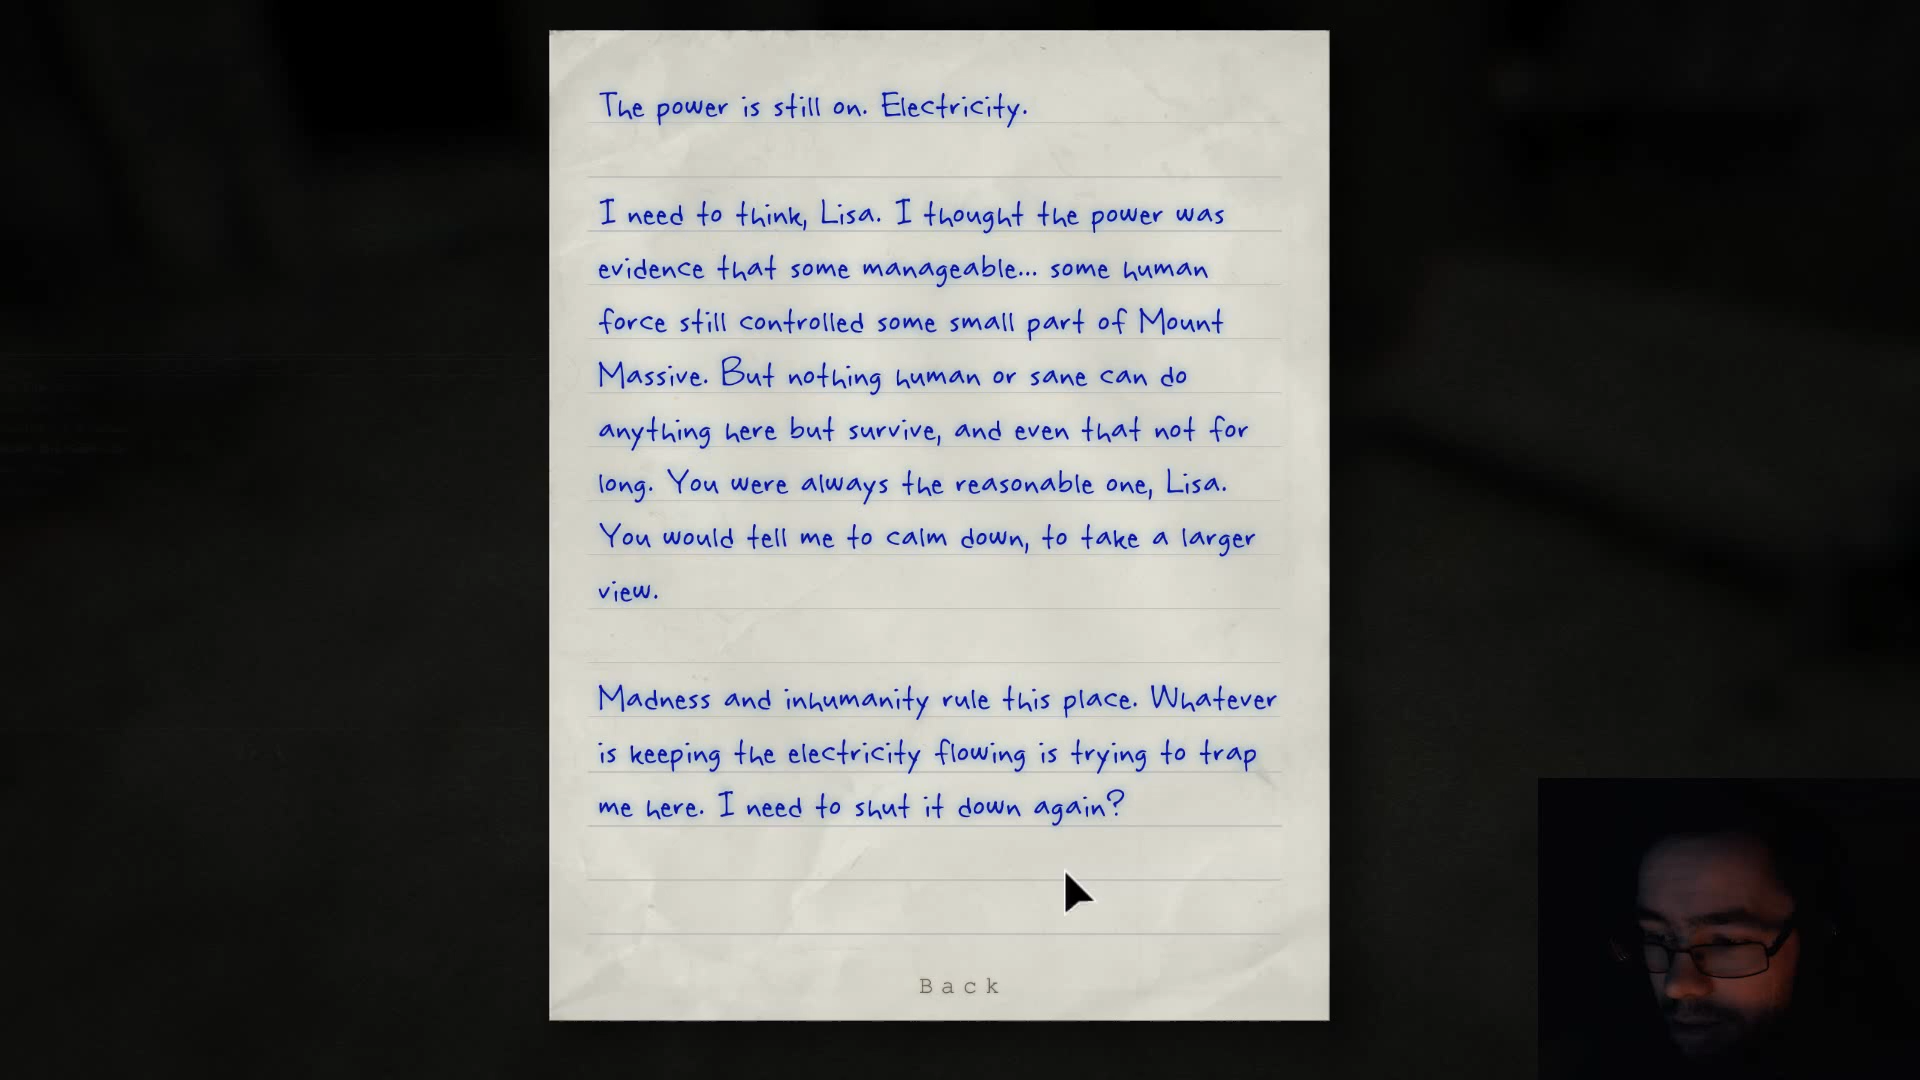 The power is still on. Electricity.
I need to think, Lisa. I thought the power was
evidence that some manageable... some human
force still controlled some small part of Mount
Massive. But nothing human or sane can do
anything here but survive, and even that not for
long. You were always the reasonable one, Lisa.
You would tell me to calm down, to take a larger
view.
Madness and inhumanity rule this place. Whatever
is keeping the electricity flowing is trying to trap
me here. I need to shut it down again?
Back